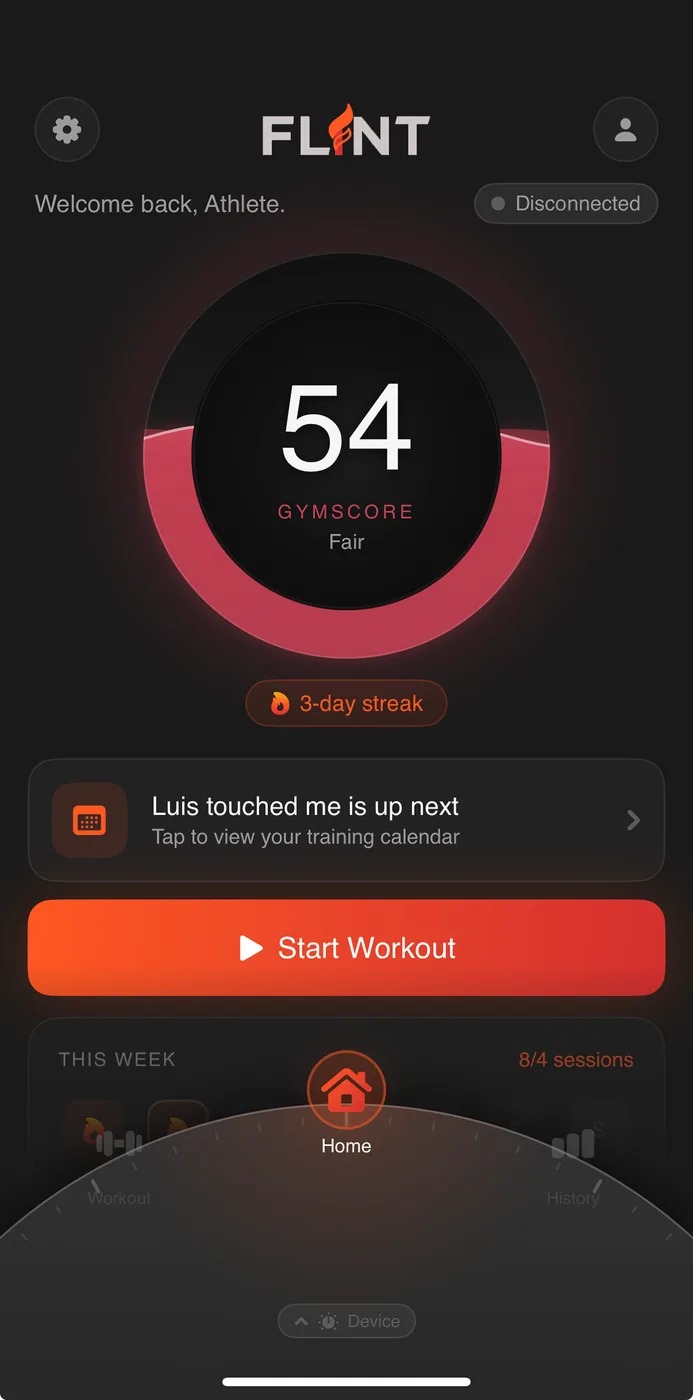 FLINT
Welcome back, Athlete.
Disconnected
54
GYMSCORE
Fair
3-day streak
Luis touched me is up next
Tap to view your training calendar
Start Workout
THIS WEEK
8/4 sessions
Home
Workout
History
Device